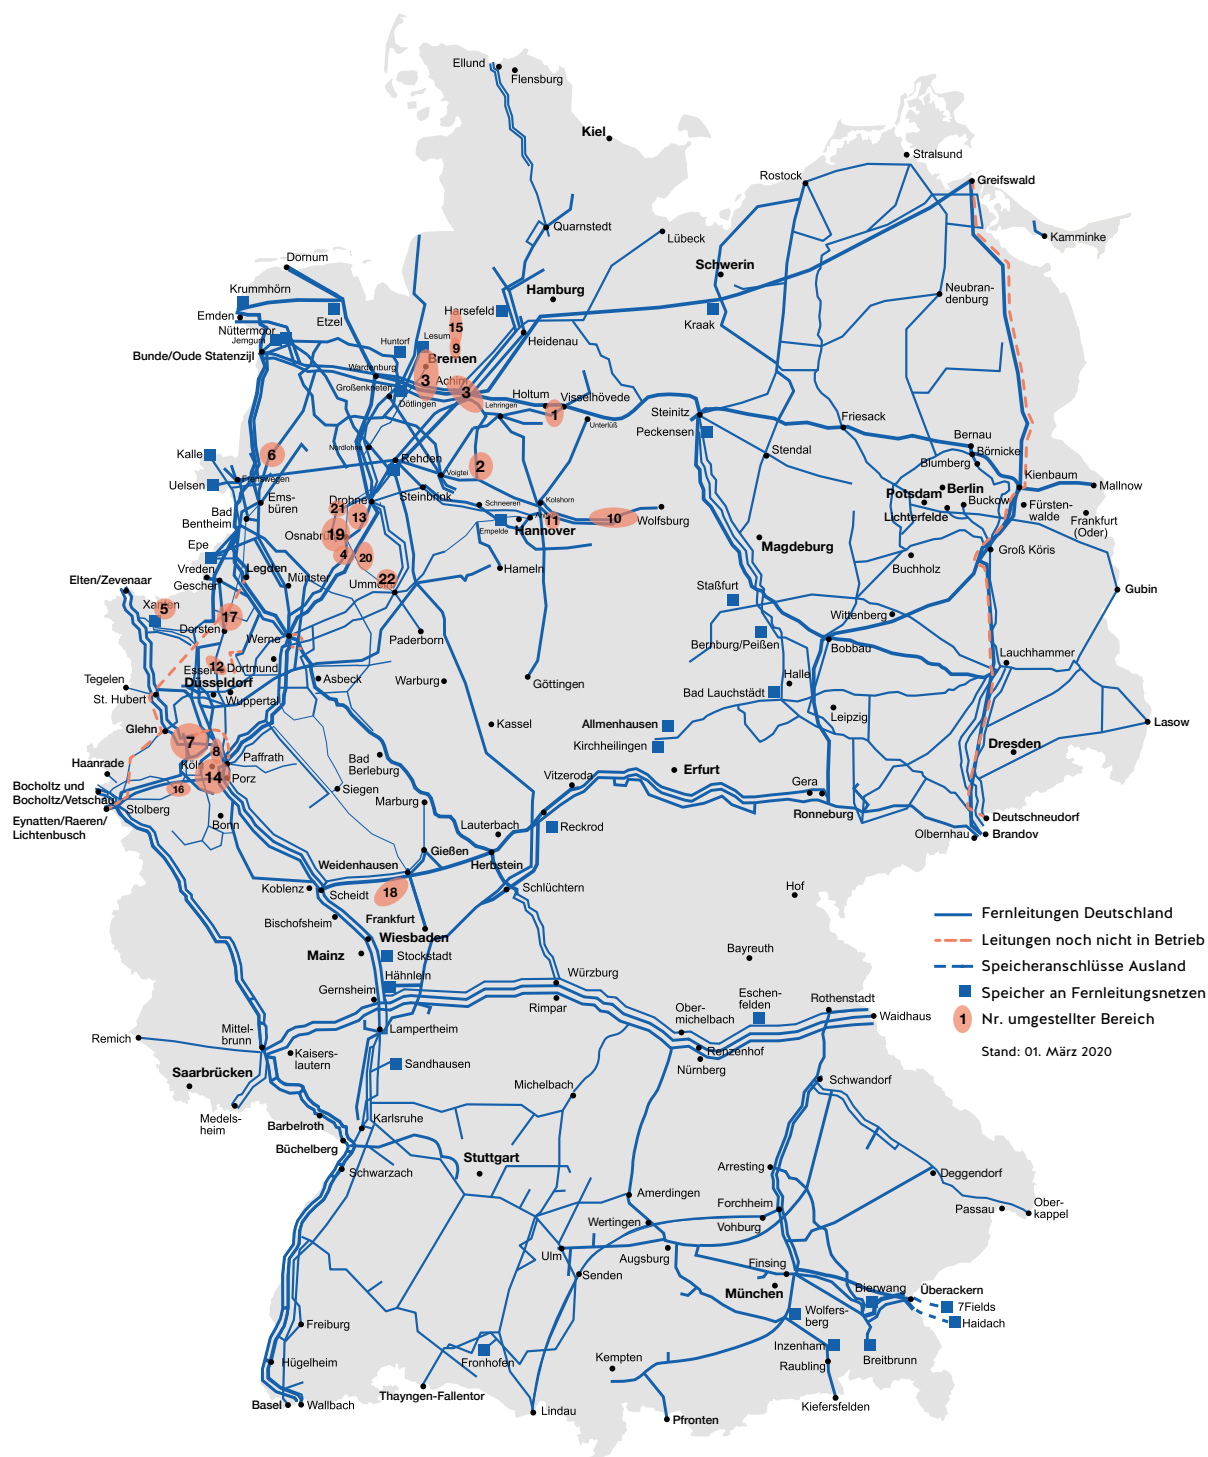 Ellund
Flensburg
Kiel
Stralsund
Rostock
Greifswald
Quarnstedt
Lübeck
Kamminke
Dornum
Schwerin
Krummhörn
Hamburg
Neubran-
denburg
Emden
Etzel
Harsefeld
Kraak
Nüttermoor
Jemgum
15
Huntorf
Lesum
Heidenau
9
Bunde/Oude Statenzijl
Bremen
Wardenburg
3
Achim
Großenkneten
3
Dötlingen
Holtum
Visselhövede
Lehringen
1
Unterlüß
Steinitz
Peckensen
Friesack
Bernau
Börnicke
Blumberg
Stendal
Kalle
6
Nordlohne
Rehden
2
Voigtei
Kienbaum
Mallnow
Uelsen
Frenswegen
Steinbrink
Potsdam
Berlin
Buckow
Ems-
büren
Drohne
Schneeren
Kolshorn
Lichterfelde
Fürsten-
walde
Frankfurt
(Oder)
Bad
Bentheim
21
13
Empelde
11
10
Wolfsburg
Hannover
Osnabrück
19
Magdeburg
Groß Köris
Epe
4
20
Buchholz
Vreden
Legden
Hameln
Elten/Zevenaar
Gescher
Münster
Ummeln
22
Staßfurt
Gubin
Xanten
5
17
Wittenberg
Dorsten
Werne
Paderborn
Bernburg/Peißen
Bobbau
Lauchhammer
Essen
12
Dortmund
Tegelen
Düsseldorf
Asbeck
Warburg
Göttingen
Halle
Bad Lauchstädt
St. Hubert
Wuppertal
Leipzig
Glehn
Kassel
Allmenhausen
Lasow
7
8
Kirchheilingen
Dresden
Haanrade
Köln
Paffrath
Bad
Berleburg
Erfurt
14
Porz
Vitzeroda
Gera
Bocholtz und
Bocholtz/Vetschau
16
Siegen
Marburg
Stolberg
Ronneburg
Deutschneudorf
Eynatten/Raeren/
Lichtenbusch
Bonn
Lauterbach
Reckrod
Olbernhau
Brandov
Gießen
Weidenhausen
Herbstein
Koblenz
Scheidt
18
Schlüchtern
Hof
Bischofsheim
Frankfurt
Fernleitungen Deutschland
Wiesbaden
Leitungen noch nicht in Betrieb
Mainz
Stockstadt
Bayreuth
Speicheranschlüsse Ausland
Hähnlein
Würzburg
Gernsheim
Eschen-
felden
Speicher an Fernleitungsnetzen
Rimpar
Ober-
michelbach
Rothenstadt
Waidhaus
1
Nr. umgestellter Bereich
Remich
Mittel-
brunn
Lampertheim
Stand: 01. März 2020
Kaisers-
lautern
Renzenhof
Sandhausen
Nürnberg
Saarbrücken
Michelbach
Schwandorf
Medels-
heim
Barbelroth
Karlsruhe
Büchelberg
Stuttgart
Schwarzach
Arresting
Deggendorf
Amerdingen
Forchheim
Passau
Ober-
kappel
Wertingen
Vohburg
Ulm
Augsburg
Finsing
Senden
München
Bierwang
Überackern
7Fields
Wolfers-
berg
Haidach
Freiburg
Inzenham
Hügelheim
Fronhofen
Kempten
Raubling
Breitbrunn
Thayngen-Fallentor
Basel
Wallbach
Lindau
Kiefersfelden
Pfronten